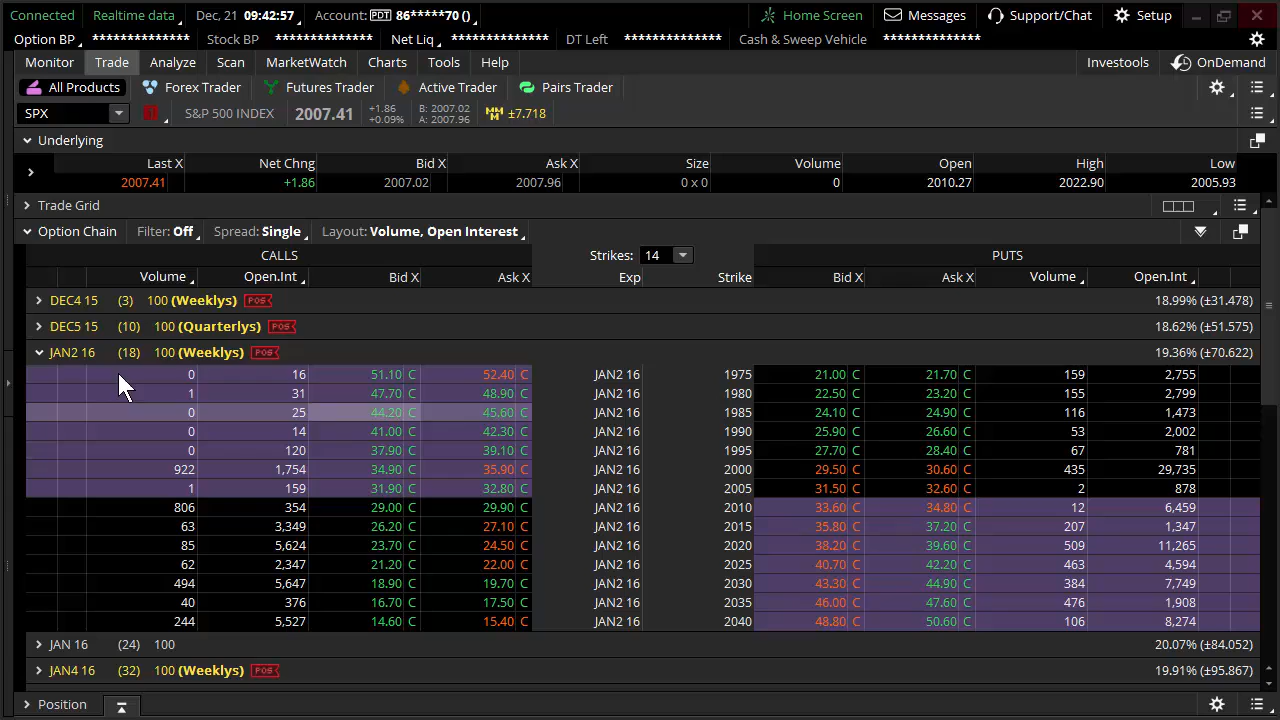 Connected Realtime data Dec, 21 09:42:57 Account: PDT 86*****70 () Home Screen Messages Support/Chat Setup
Option BP ************** Stock BP ************** Net Liq ************** DT Left ************** Cash & Sweep Vehicle **************
Monitor Trade Analyze Scan MarketWatch Charts Tools Help Investools OnDemand
All Products Forex Trader Futures Trader Active Trader Pairs Trader
SPX S&P 500 INDEX 2007.41 +1.86 +0.09% B: 2007.02 A: 2007.96 MMM ±7.718
Underlying
Last X Net Chng Bid X Ask X Size Volume Open High Low
2007.41 +1.86 2007.02 2007.96 0 x 0 0 2010.27 2022.90 2005.93
Trade Grid
Option Chain Filter: Off Spread: Single Layout: Volume, Open Interest
CALLS Strikes: 14 PUTS
Volume Open.Int Bid X Ask X Exp Strike Bid X Ask X Volume Open.Int
DEC4 15 (3) 100 (Weeklys) POS 18.99% (±31.478)
DEC5 15 (10) 100 (Quarterlys) POS 18.62% (±51.575)
JAN2 16 (18) 100 (Weeklys) POS 19.36% (±70.622)
0 16 51.10 C 52.40 C JAN2 16 1975 21.00 C 21.70 C 159 2,755
1 31 47.70 C 48.90 C JAN2 16 1980 22.50 C 23.20 C 155 2,799
0 25 44.20 C 45.60 C JAN2 16 1985 24.10 C 24.90 C 116 1,473
0 14 41.00 C 42.30 C JAN2 16 1990 25.90 C 26.60 C 53 2,002
0 120 37.90 C 39.10 C JAN2 16 1995 27.70 C 28.40 C 67 781
922 1,754 34.90 C 35.90 C JAN2 16 2000 29.50 C 30.60 C 435 29,735
1 159 31.90 C 32.80 C JAN2 16 2005 31.50 C 32.60 C 2 878
806 354 29.00 C 29.90 C JAN2 16 2010 33.60 C 34.80 C 12 6,459
63 3,349 26.20 C 27.10 C JAN2 16 2015 35.80 C 37.20 C 207 1,347
85 5,624 23.70 C 24.50 C JAN2 16 2020 38.20 C 39.60 C 509 11,265
62 2,347 21.20 C 22.00 C JAN2 16 2025 40.70 C 42.20 C 463 4,594
494 5,647 18.90 C 19.70 C JAN2 16 2030 43.30 C 44.90 C 384 7,749
40 376 16.70 C 17.50 C JAN2 16 2035 46.00 C 47.60 C 476 1,908
244 5,527 14.60 C 15.40 C JAN2 16 2040 48.80 C 50.60 C 106 8,274
JAN 16 (24) 100 20.07% (±84.052)
JAN4 16 (32) 100 (Weeklys) POS 19.91% (±95.867)
Position